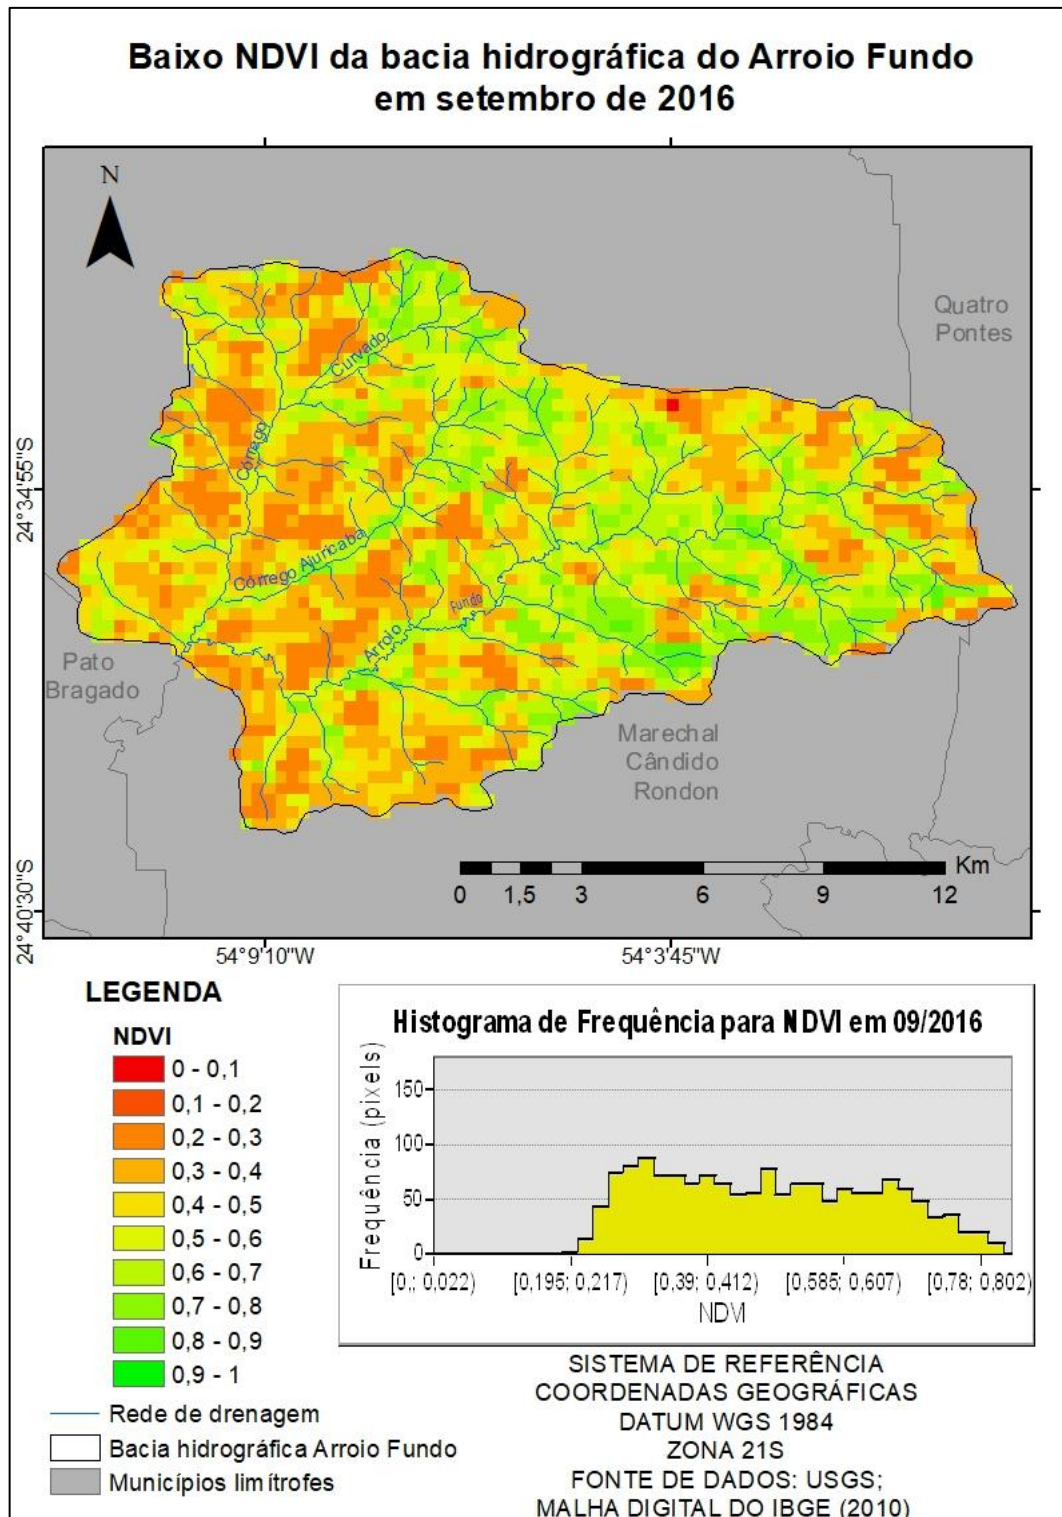 Baixo NDVI da bacia hidrográfica do Arroio Fundo
em setembro de 2016
N
Quatro
Pontes
Curvado
Córrego
24°34'55"S
Córrego Ajuricaba
Fundo
Arroio
Pato
Bragado
Marechal
Cândido
Rondon
Km
0 1,5 3 6 9 12
24°40'30"S
54°9'10"W 54°3'45"W
LEGENDA
NDVI
0 - 0,1
0,1 - 0,2
0,2 - 0,3
0,3 - 0,4
0,4 - 0,5
0,5 - 0,6
0,6 - 0,7
0,7 - 0,8
0,8 - 0,9
0,9 - 1
Rede de drenagem
Bacia hidrográfica Arroio Fundo
Municípios limítrofes
Histograma de Frequência para NDVI em 09/2016
Frequência (pixels)
150
100
50
0
[0,; 0,022) [0,195; 0,217) [0,39; 0,412) [0,585; 0,607) [0,78; 0,802)
NDVI
SISTEMA DE REFERÊNCIA
COORDENADAS GEOGRÁFICAS
DATUM WGS 1984
ZONA 21S
FONTE DE DADOS: USGS;
MALHA DIGITAL DO IBGE (2010)